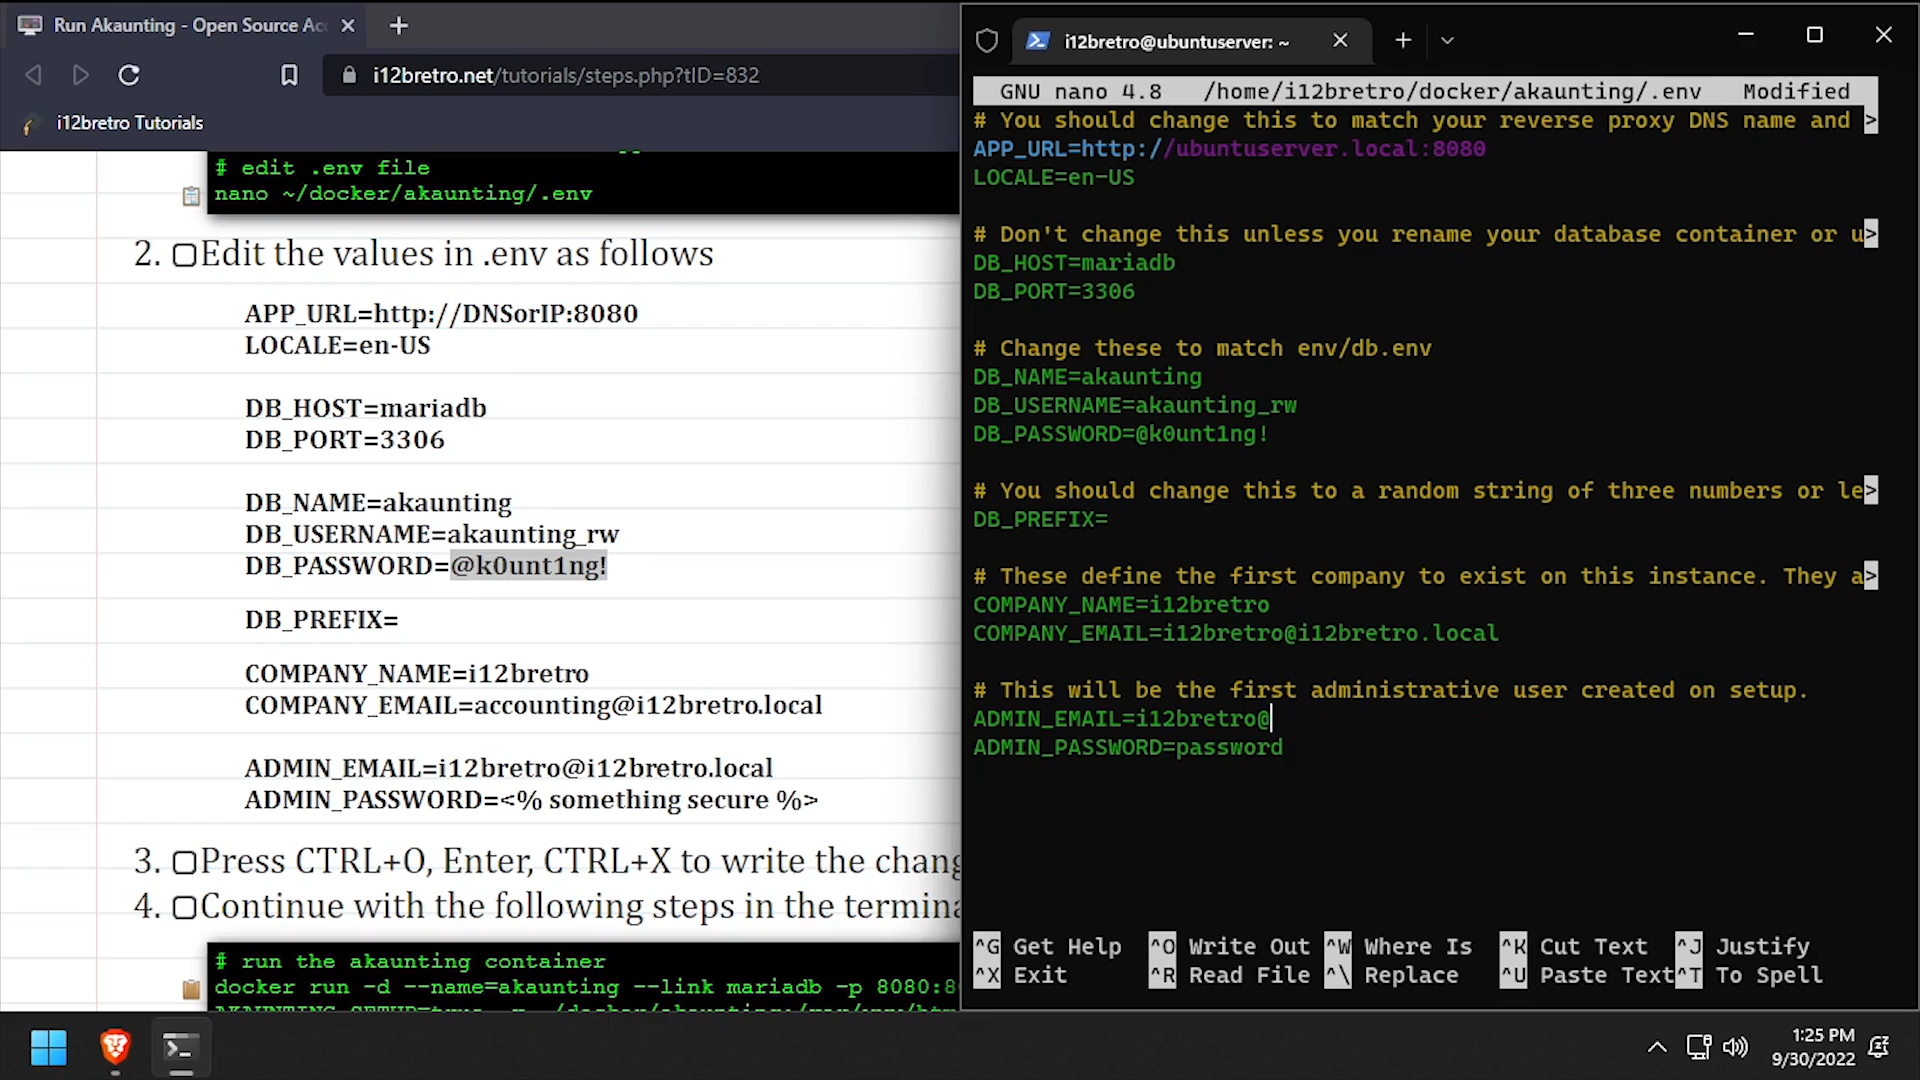 Run Akaunting - Open Source Acc
i12bretro.net/tutorials/steps.php?tID=832
i12bretro Tutorials
# edit .env file
nano ~/docker/akaunting/.env
2. Edit the values in .env as follows
APP_URL=http://DNSorIP:8080
LOCALE=en-US
DB_HOST=mariadb
DB_PORT=3306
DB_NAME=akaunting
DB_USERNAME=akaunting_rw
DB_PASSWORD=@k0unt1ng!
DB_PREFIX=
COMPANY_NAME=i12bretro
COMPANY_EMAIL=accounting@i12bretro.local
ADMIN_EMAIL=i12bretro@i12bretro.local
ADMIN_PASSWORD=<% something secure %>
3. Press CTRL+O, Enter, CTRL+X to write the chang
4. Continue with the following steps in the termina
# run the akaunting container
docker run -d --name=akaunting --link mariadb -p 8080:8
i12bretro@ubuntuserver: ~
GNU nano 4.8 /home/i12bretro/docker/akaunting/.env Modified
# You should change this to match your reverse proxy DNS name and >
APP_URL=http://ubuntuserver.local:8080
LOCALE=en-US
# Don't change this unless you rename your database container or u>
DB_HOST=mariadb
DB_PORT=3306
# Change these to match env/db.env
DB_NAME=akaunting
DB_USERNAME=akaunting_rw
DB_PASSWORD=@k0unt1ng!
# You should change this to a random string of three numbers or le>
DB_PREFIX=
# These define the first company to exist on this instance. They a>
COMPANY_NAME=i12bretro
COMPANY_EMAIL=i12bretro@i12bretro.local
# This will be the first administrative user created on setup.
ADMIN_EMAIL=i12bretro@
ADMIN_PASSWORD=password
^G Get Help ^O Write Out ^W Where Is ^K Cut Text ^J Justify
^X Exit ^R Read File ^\ Replace ^U Paste Text ^T To Spell
1:25 PM
9/30/2022